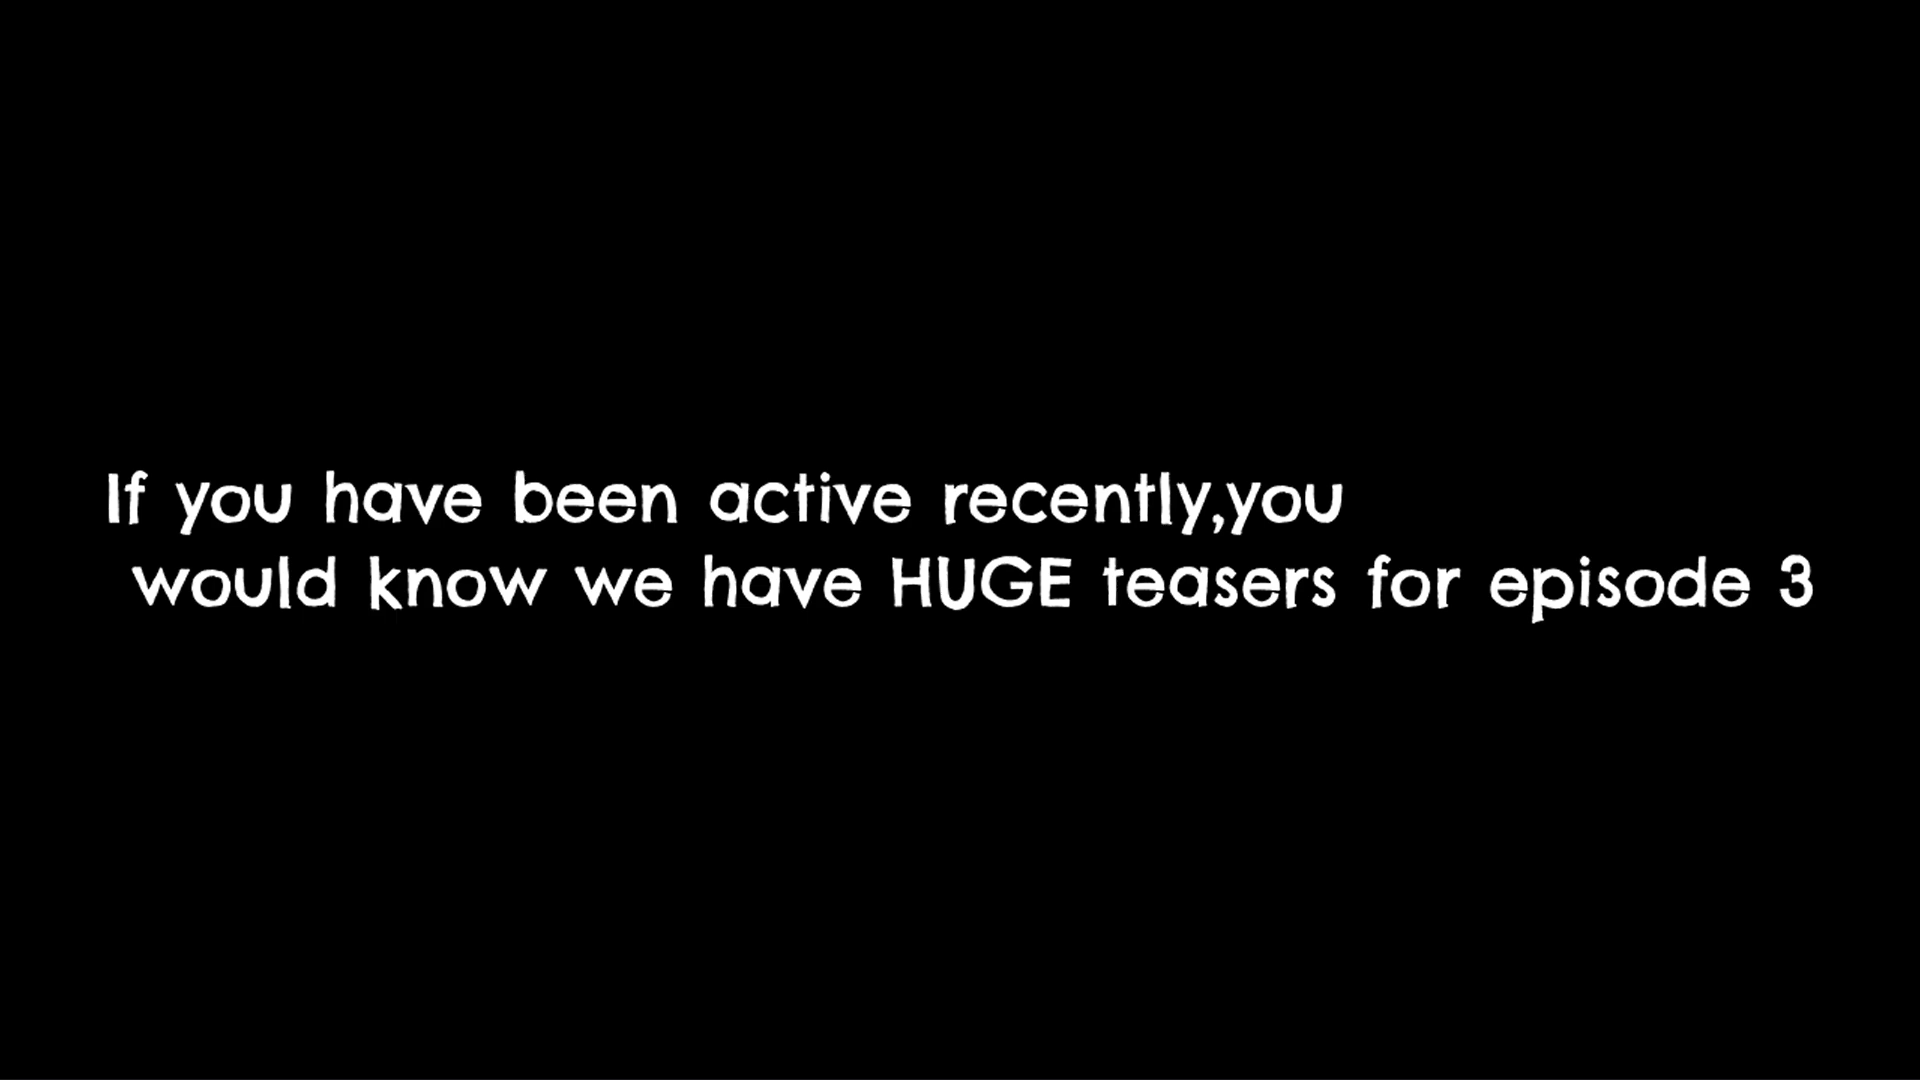 If you have been active recently,you
would know we have HUGE teasers for episode 3